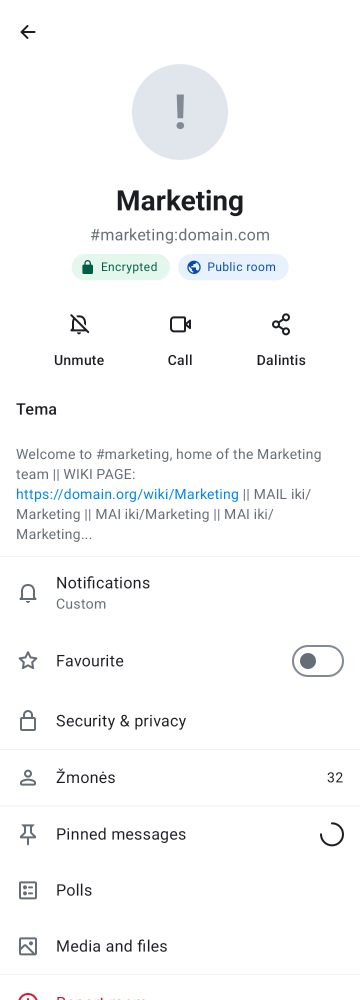 !
Marketing
#marketing:domain.com
Encrypted
Public room
Unmute
Call
Dalintis
Tema
Welcome to #marketing, home of the Marketing
team || WIKI PAGE:
https://domain.org/wiki/Marketing || MAIL iki/
Marketing || MAI iki/Marketing || MAI iki/
Marketing...
Notifications
Custom
Favourite
Security & privacy
Žmonės
32
Pinned messages
Polls
Media and files
Report room